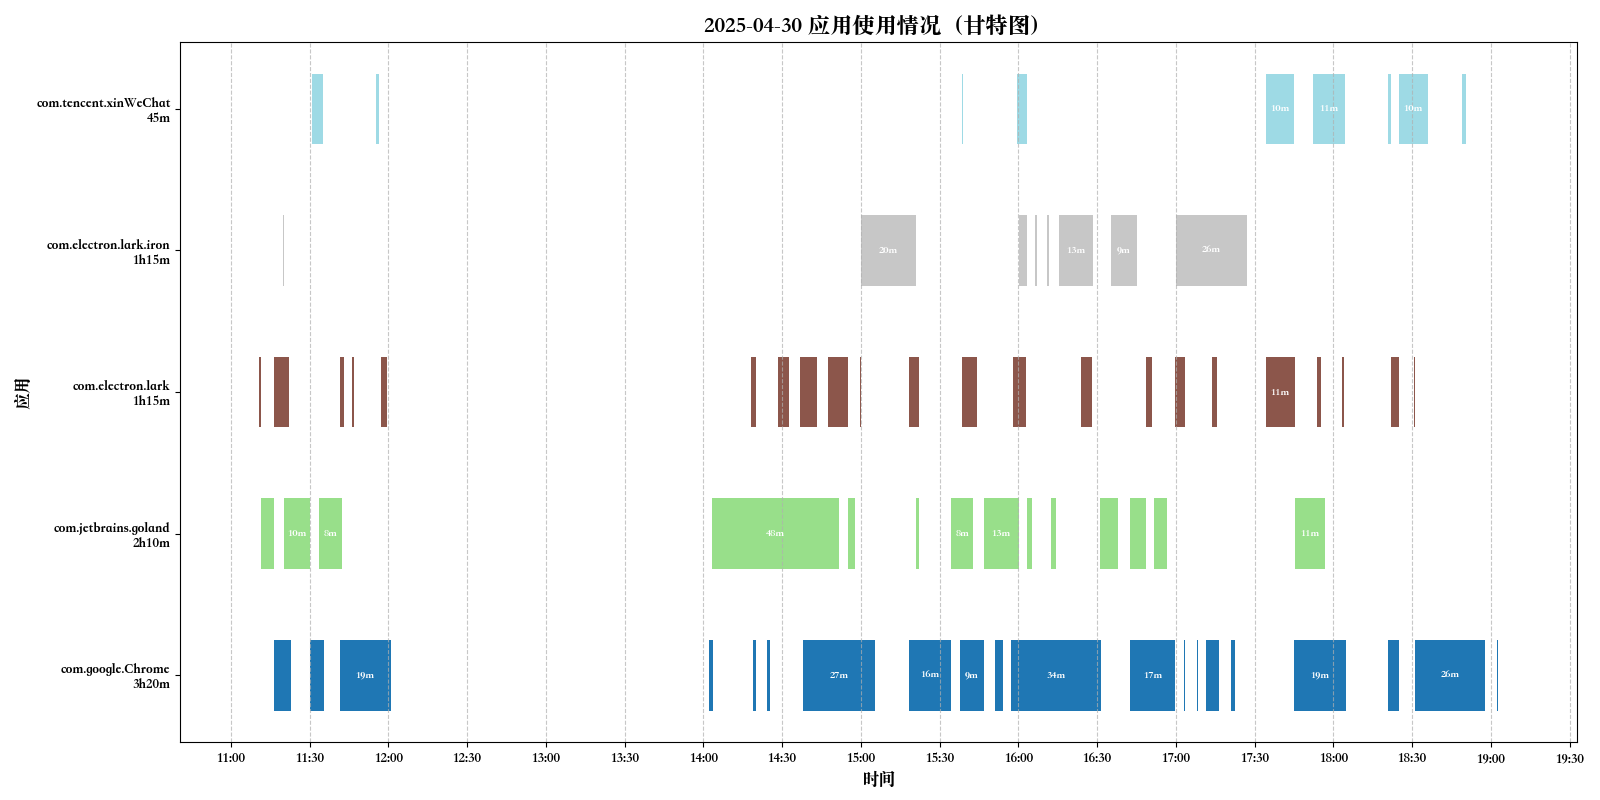 2025-04-30 应用使用情况（甘特图）
com.tencent.xinWeChat
45m
10m
11m
10m
com.electron.lark.iron
1h15m
20m
13m
9m
26m
com.electron.lark
1h15m
11m
应用
com.jetbrains.goland
2h10m
10m
8m
48m
8m
13m
11m
com.google.Chrome
3h20m
19m
27m
16m
9m
34m
17m
19m
26m
11:00
11:30
12:00
12:30
13:00
13:30
14:00
14:30
15:00
15:30
16:00
16:30
17:00
17:30
18:00
18:30
19:00
19:30
时间